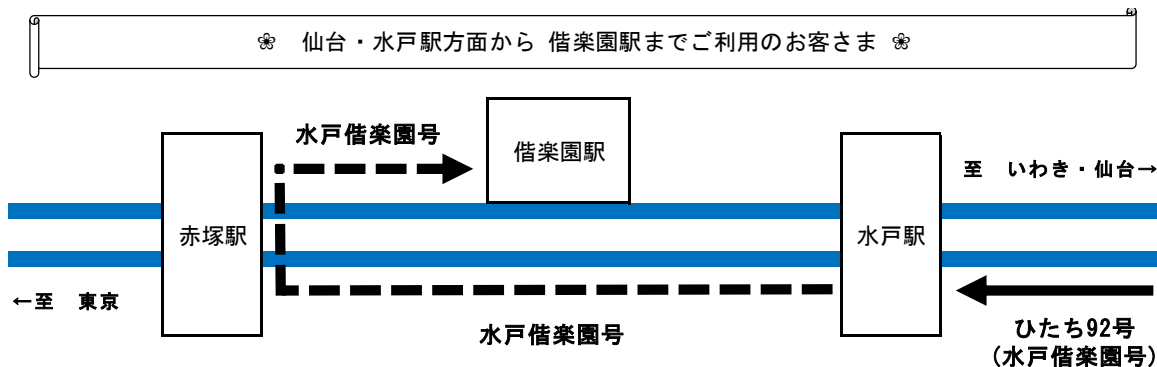 ❀ 仙台・水戸駅方面から 偕楽園駅までご利用のお客さま ❀
水戸偕楽園号
偕楽園駅
至 いわき・仙台→
赤塚駅
水戸駅
←至 東京
水戸偕楽園号
ひたち92号
(水戸偕楽園号)